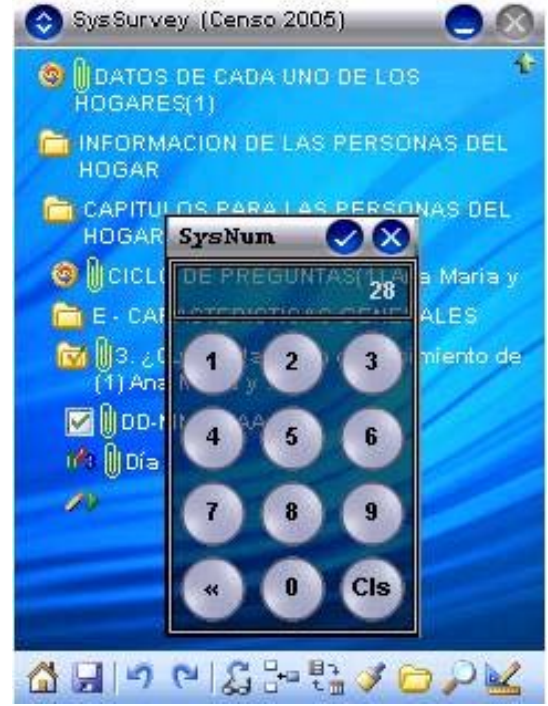 SysSurvey (Censo 2005)
DATOS DE CADA UNO DE LOS
HOGARES(1)
INFORMACION DE LAS PERSONAS DEL
HOGAR
CAPITULOS PARA LAS PERSONAS DEL
HOGAR
CICLO DE PREGUNTAS(1) Ana Maria y
E - CARACTERISTICAS GENERALES
3. ¿ miento de
(1) Ana y
DD-
Día
SysNum
28
1 2 3
4 5 6
7 8 9
« 0 Cls